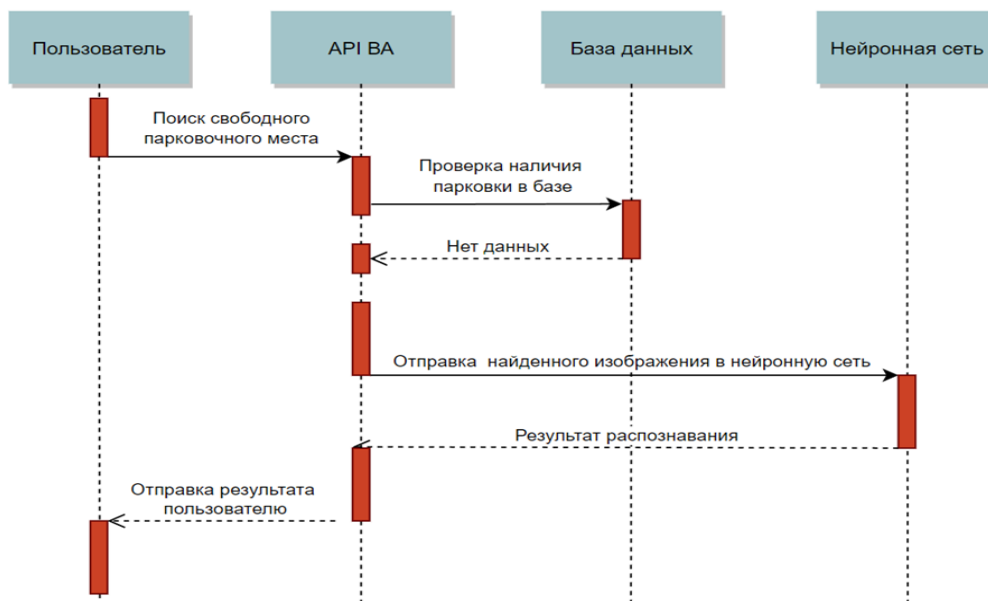 Пользователь
API BA
База данных
Нейронная сеть
Поиск свободного
парковочного места
Проверка наличия
парковки в базе
Нет данных
Отправка найденного изображения в нейронную сеть
Результат распознавания
Отправка результата
пользователю